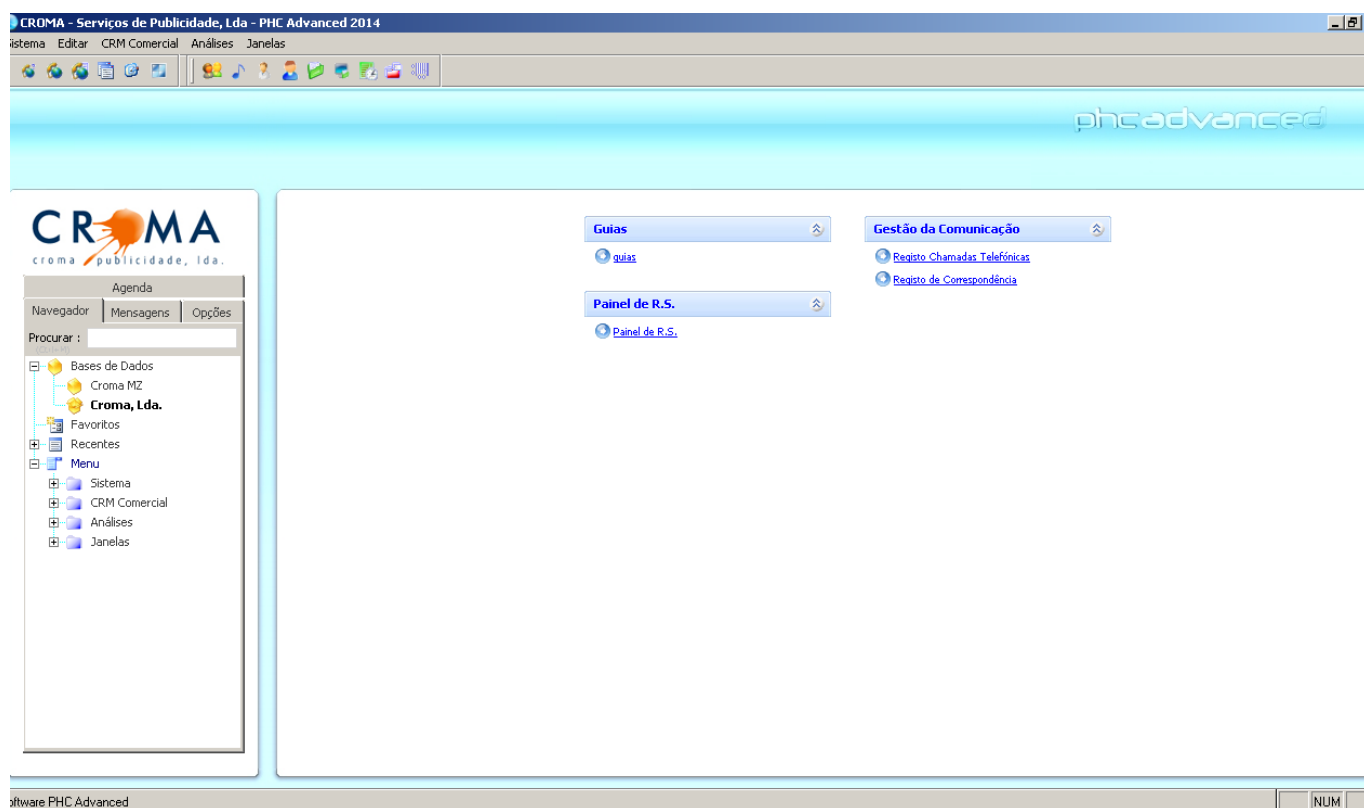 CROMA - Serviços de Publicidade, Lda - PHC Advanced 2014
istema Editar CRM Comercial Análises Janelas
phcadvanced
CROMA
croma publicidade, lda.
Agenda
Navegador Mensagens Opções
Procurar :
Bases de Dados
Croma MZ
Croma, Lda.
Favoritos
Recentes
Menu
Sistema
CRM Comercial
Análises
Janelas
Guias
guias
Painel de R.S.
Painel de R.S.
Gestão da Comunicação
Registo Chamadas Telefónicas
Registo de Correspondência
oftware PHC Advanced
NUM